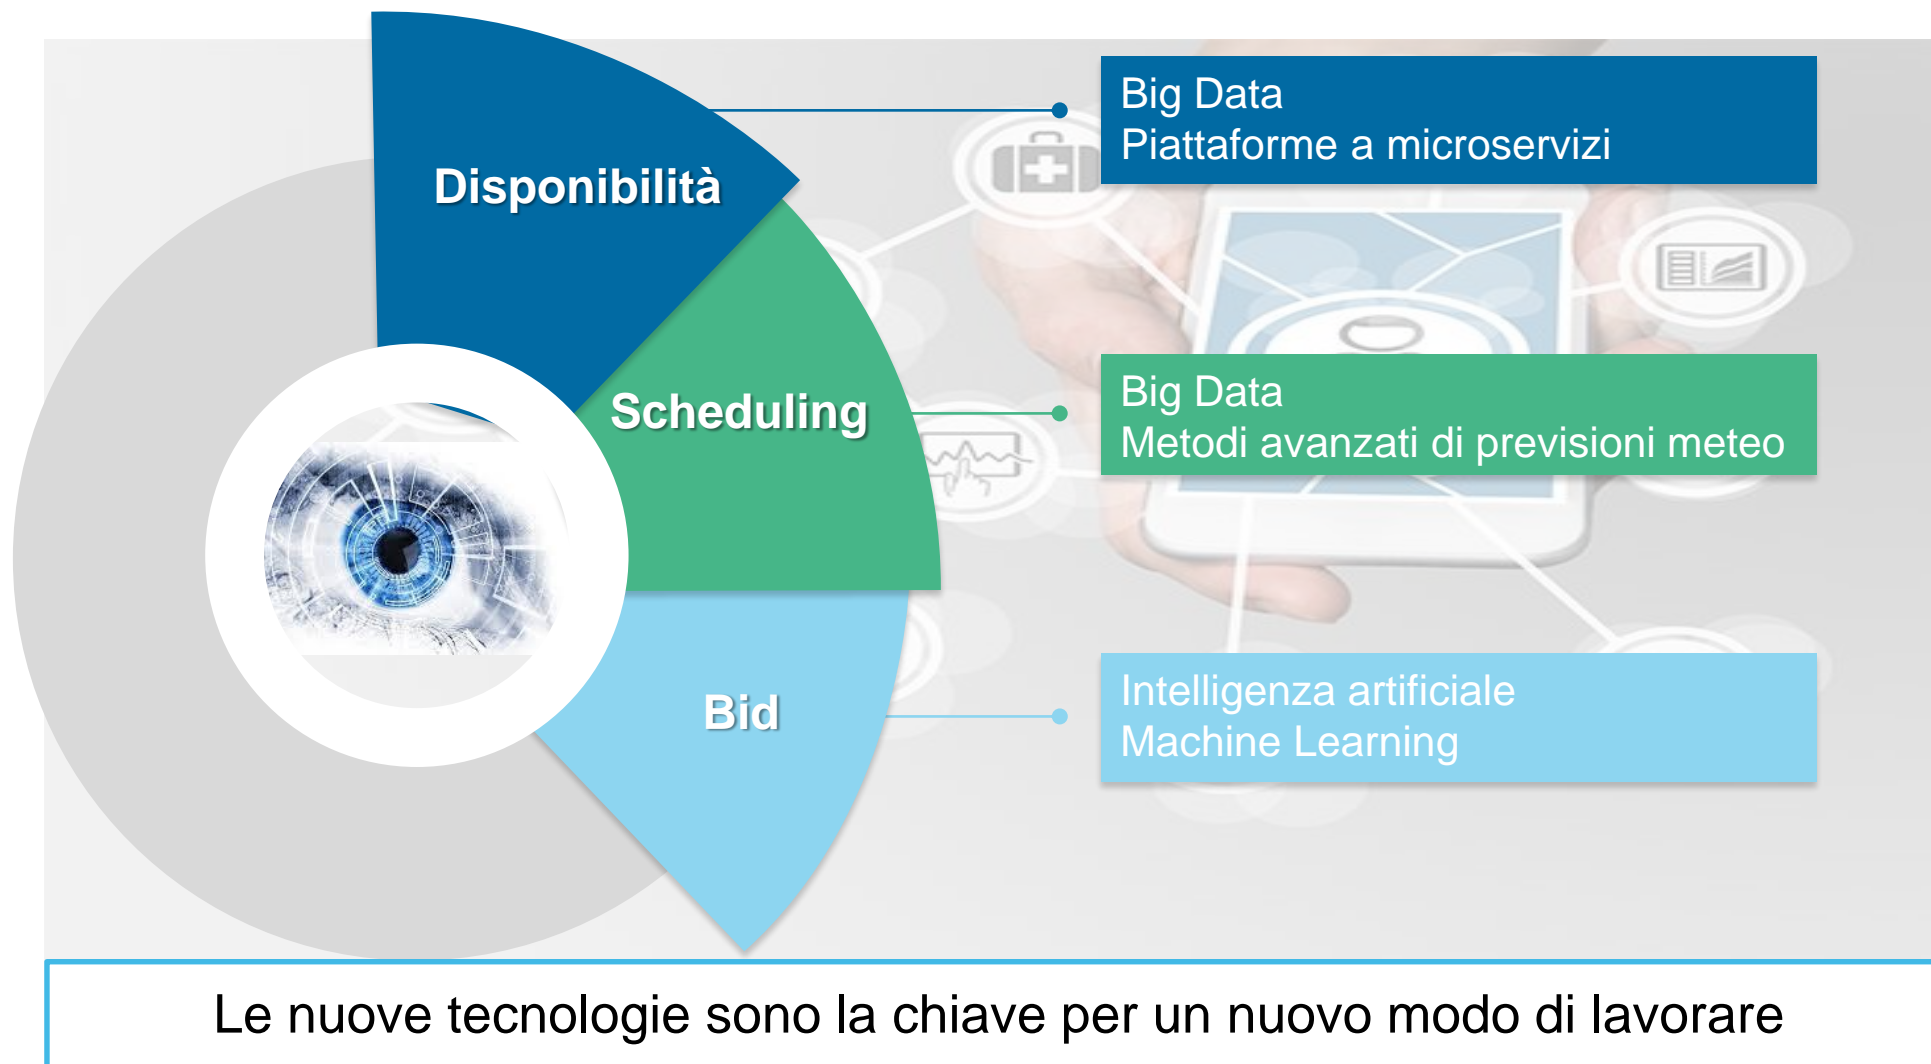 Disponibilità
Big Data
Piattaforme a microservizi
Scheduling
Big Data
Metodi avanzati di previsioni meteo
Bid
Intelligenza artificiale
Machine Learning
Le nuove tecnologie sono la chiave per un nuovo modo di lavorare